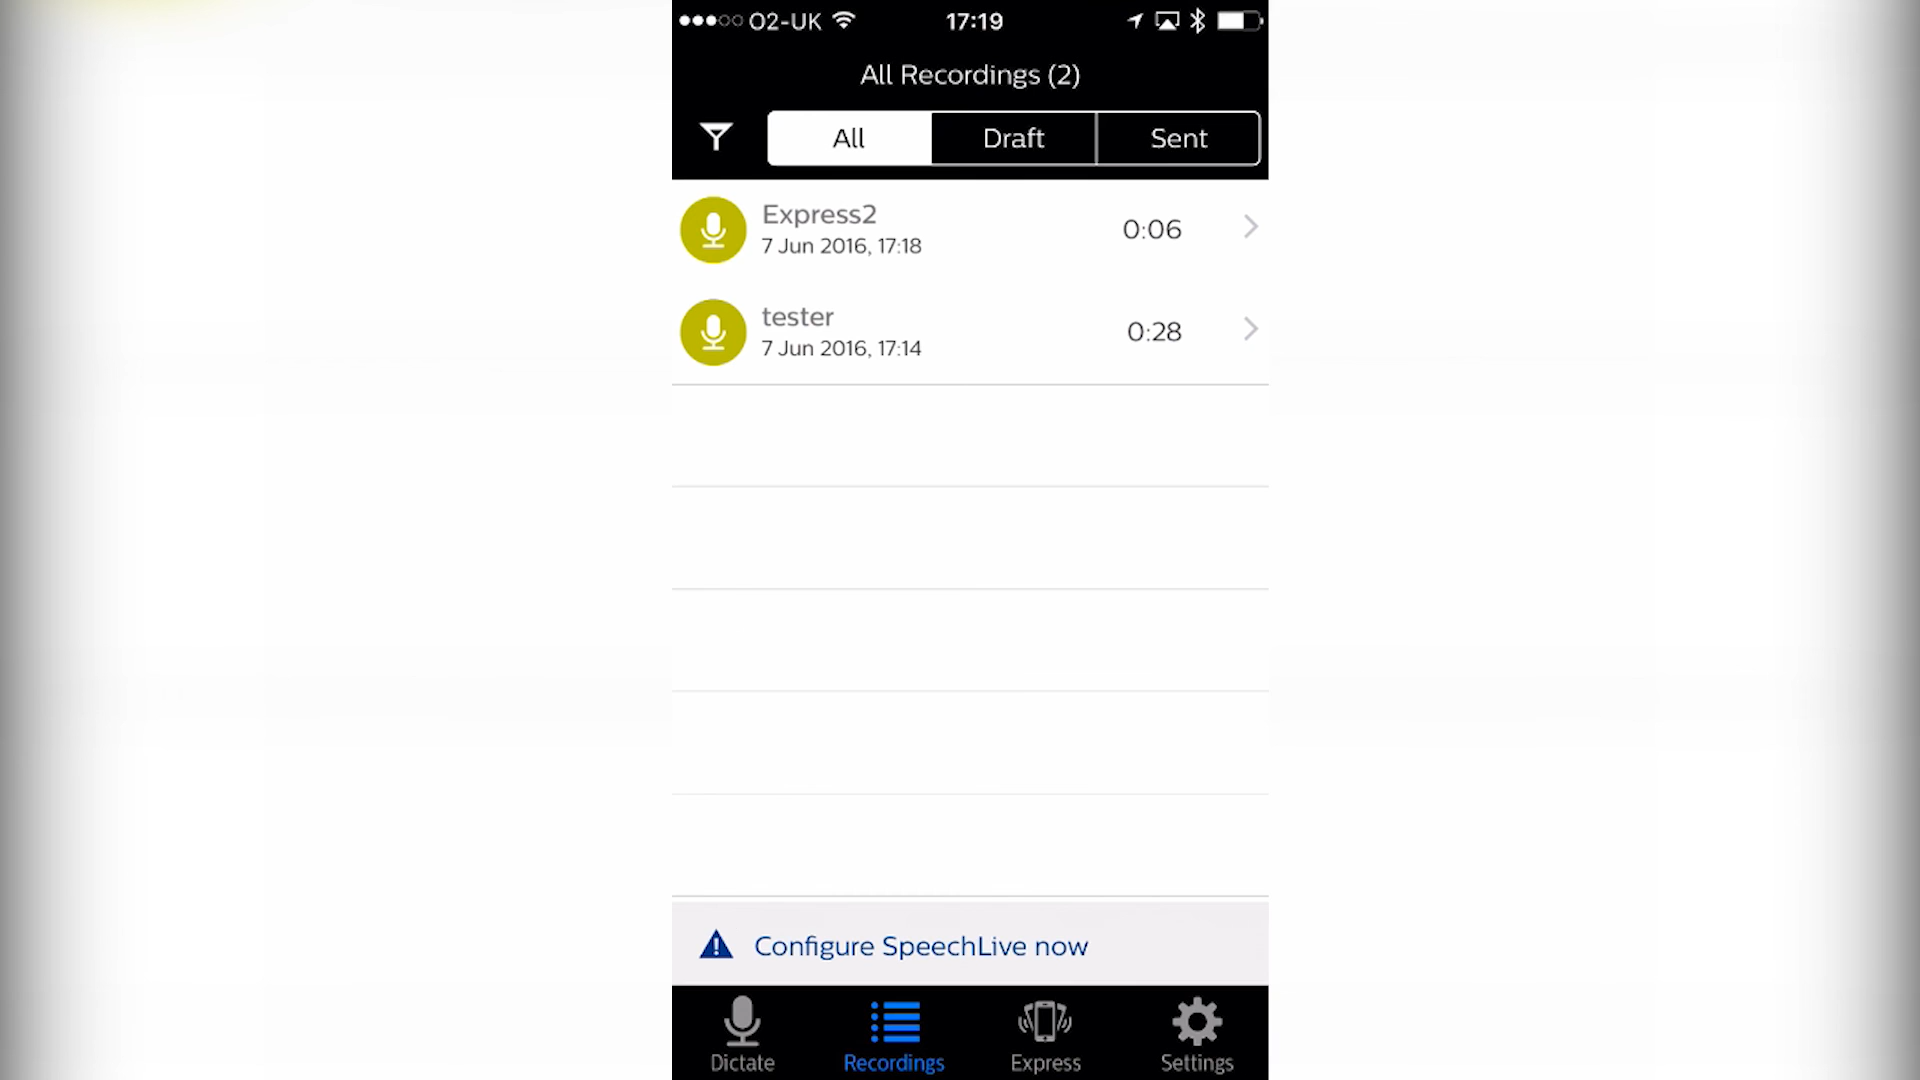 O2-UK 17:19
All Recordings (2)
All Draft Sent
Express2
7 Jun 2016, 17:18
0:06
tester
7 Jun 2016, 17:14
0:28
Configure SpeechLive now
Dictate Recordings Express Settings